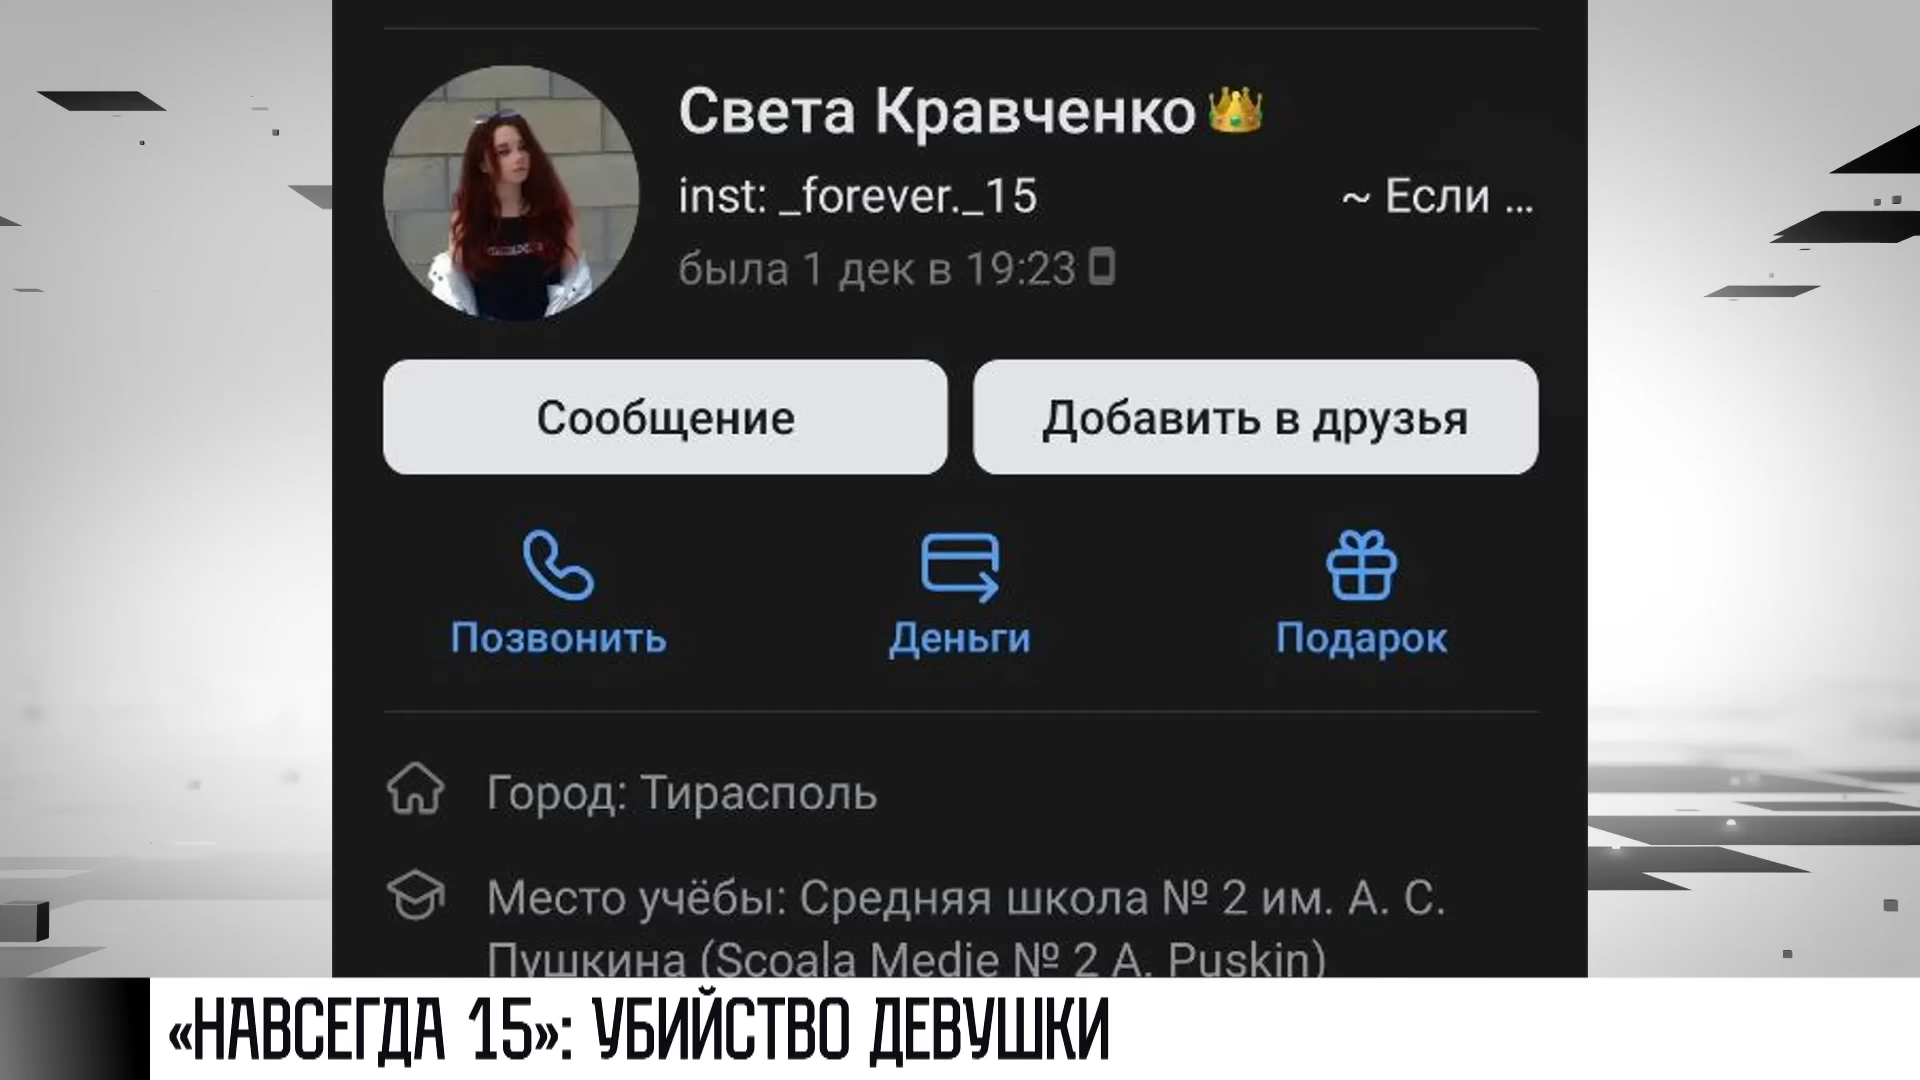 Света Кравченко👑
inst: _forever._15 ~ Если ...
была 1 дек в 19:23
Сообщение
Добавить в друзья
Позвонить
Деньги
Подарок
Город: Тирасполь
Место учёбы: Средняя школа № 2 им. А. С.
Пушкина (Scoala Medie № 2 A. Puskin)
«НАВСЕГДА 15»: УБИЙСТВО ДЕВУШКИ